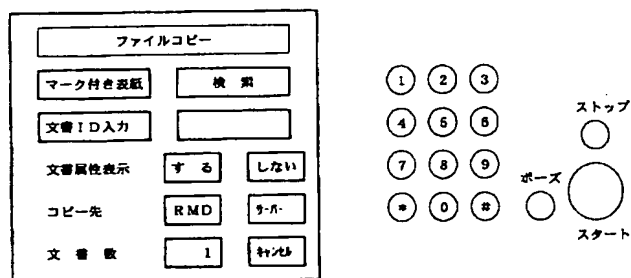 ファイルコピー
マーク付き表紙 検索
文書ID入力
文書属性表示 する しない
コピー先 RMD サーバー
文書数 1 キャンセル
1 2 3
4 5 6
7 8 9
* 0 #
ストップ
ポーズ
スタート